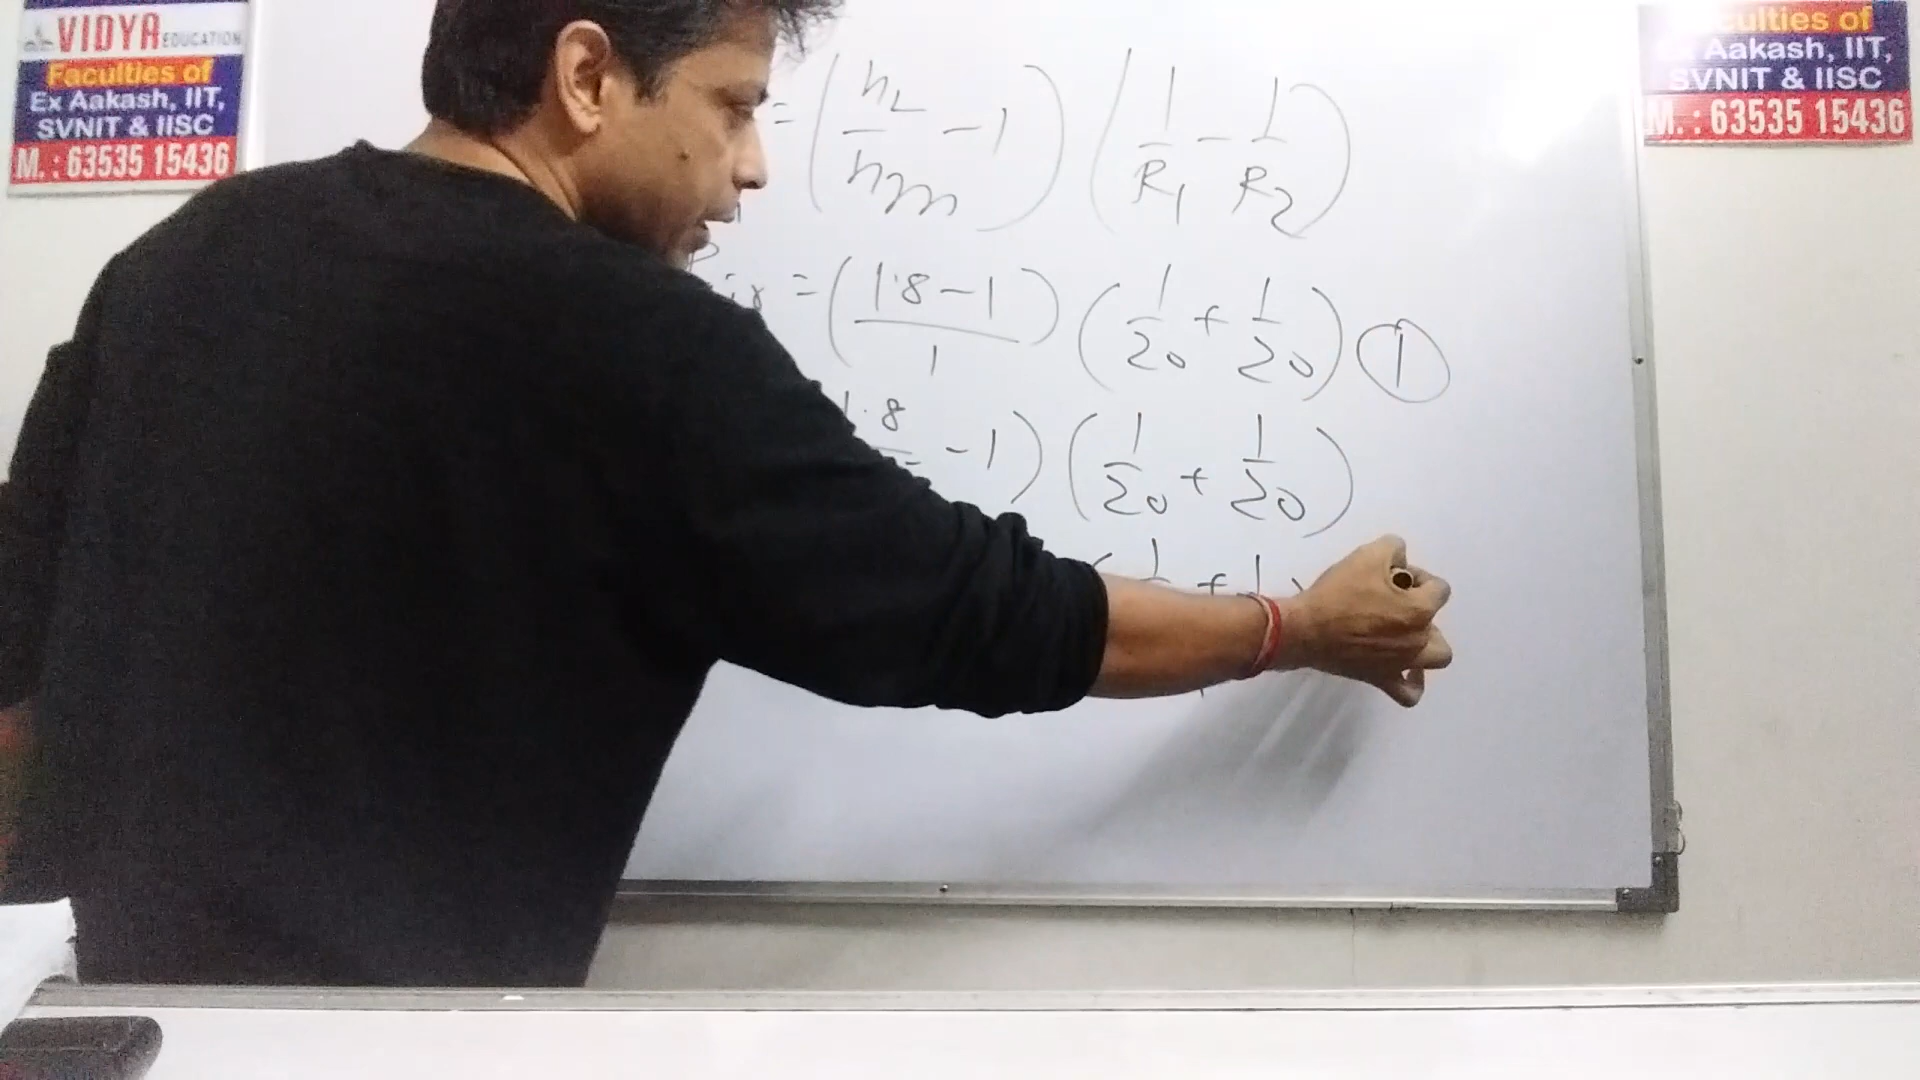 VIDYA EDUCATION
Faculties of
Ex Aakash, IIT,
SVNIT & IISC
M. : 63535 15436
culties of
Aakash, IIT,
SVNIT & IISC
M. : 63535 15436
= (nL/nm - 1) (1/R1 - 1/R2)
= (1.8 - 1 / 1) (1/20 + 1/20) 1
1.8 - 1) (1/20 + 1/20)